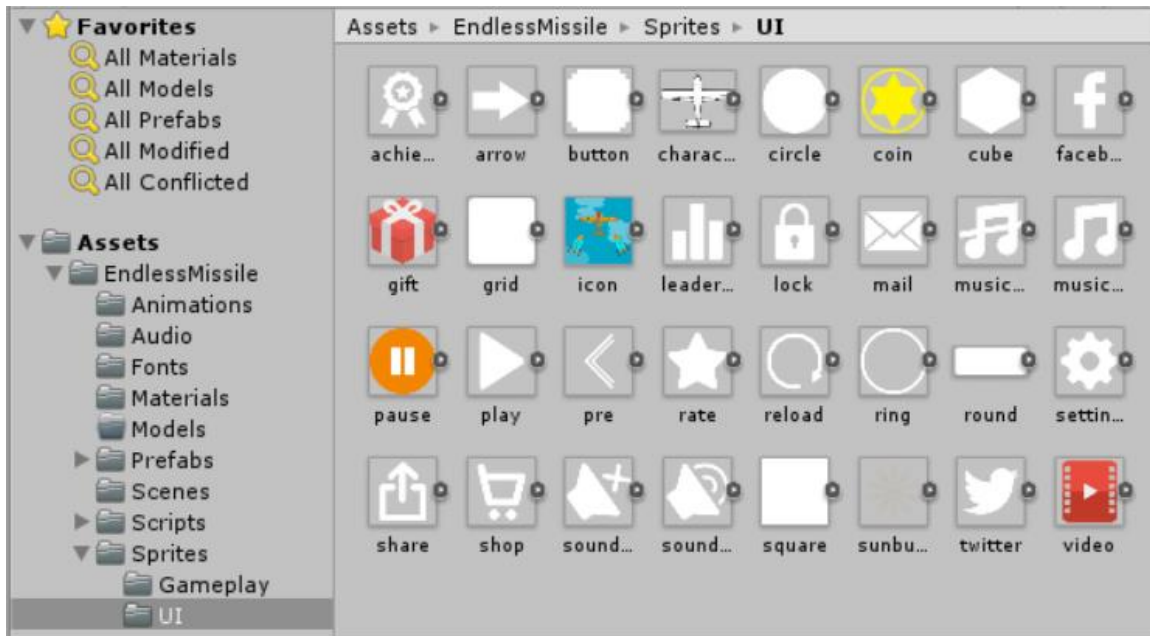 Favorites
All Materials
All Models
All Prefabs
All Modified
All Conflicted
Assets
EndlessMissile
Animations
Audio
Fonts
Materials
Models
Prefabs
Scenes
Scripts
Sprites
Gameplay
UI
Assets ▸ EndlessMissile ▸ Sprites ▸ UI
achie... arrow button charac... circle coin cube faceb...
gift grid icon leader... lock mail music... music...
pause play pre rate reload ring round settin...
share shop sound... sound... square sunbu... twitter video